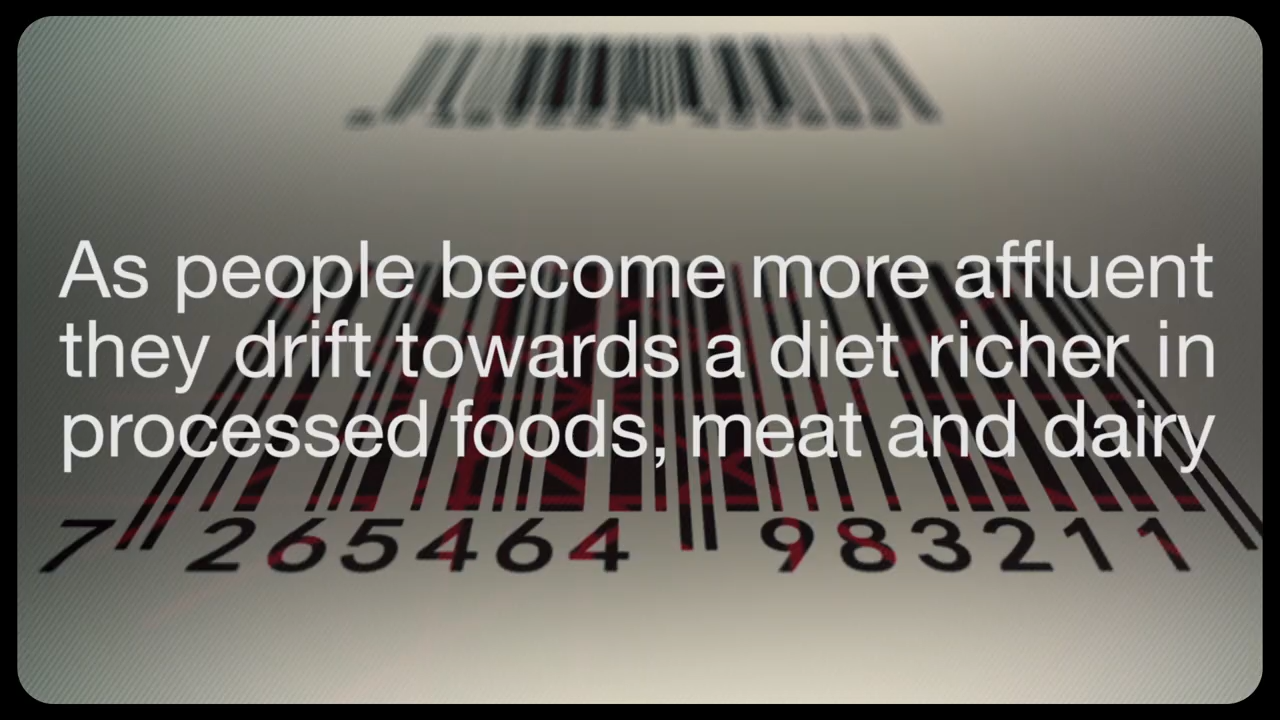 As people become more affluent
they drift towards a diet richer in
processed foods, meat and dairy
7 265464 983211